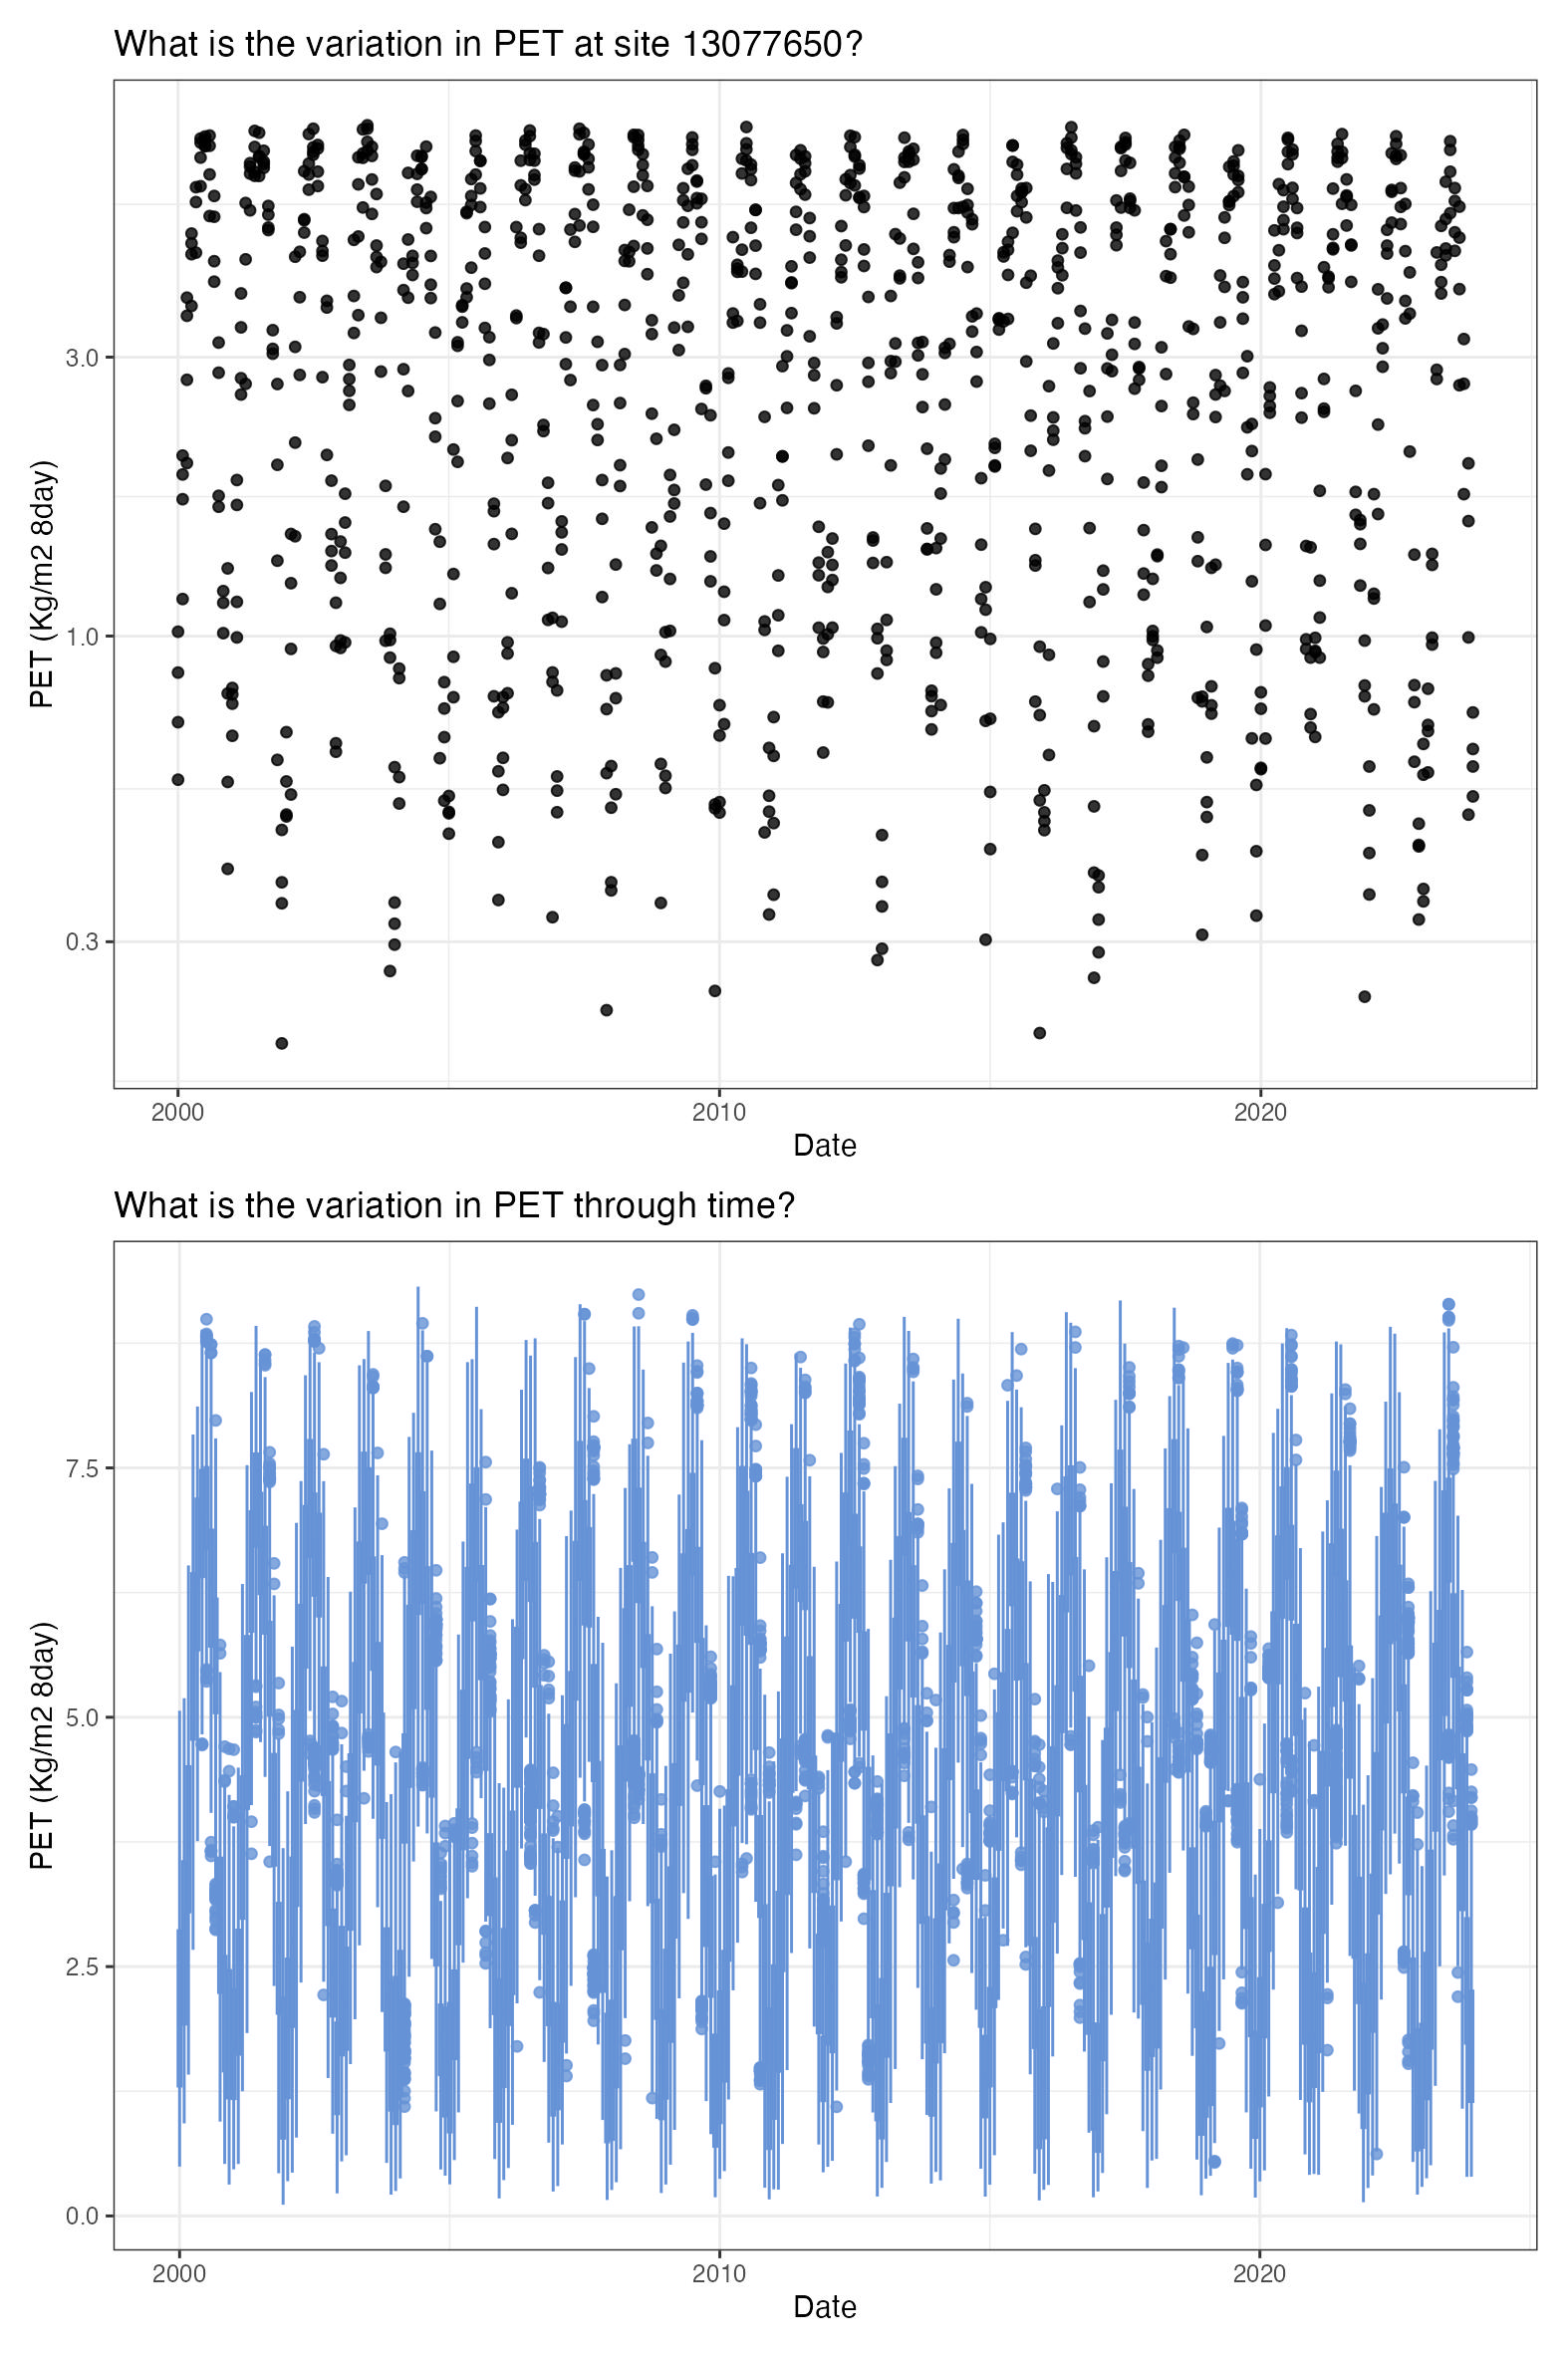 What is the variation in PET at site 13077650?
PET (Kg/m2 8day)
3.0
1.0
0.3
2000 2010 2020
Date
What is the variation in PET through time?
PET (Kg/m2 8day)
7.5
5.0
2.5
0.0
2000 2010 2020
Date